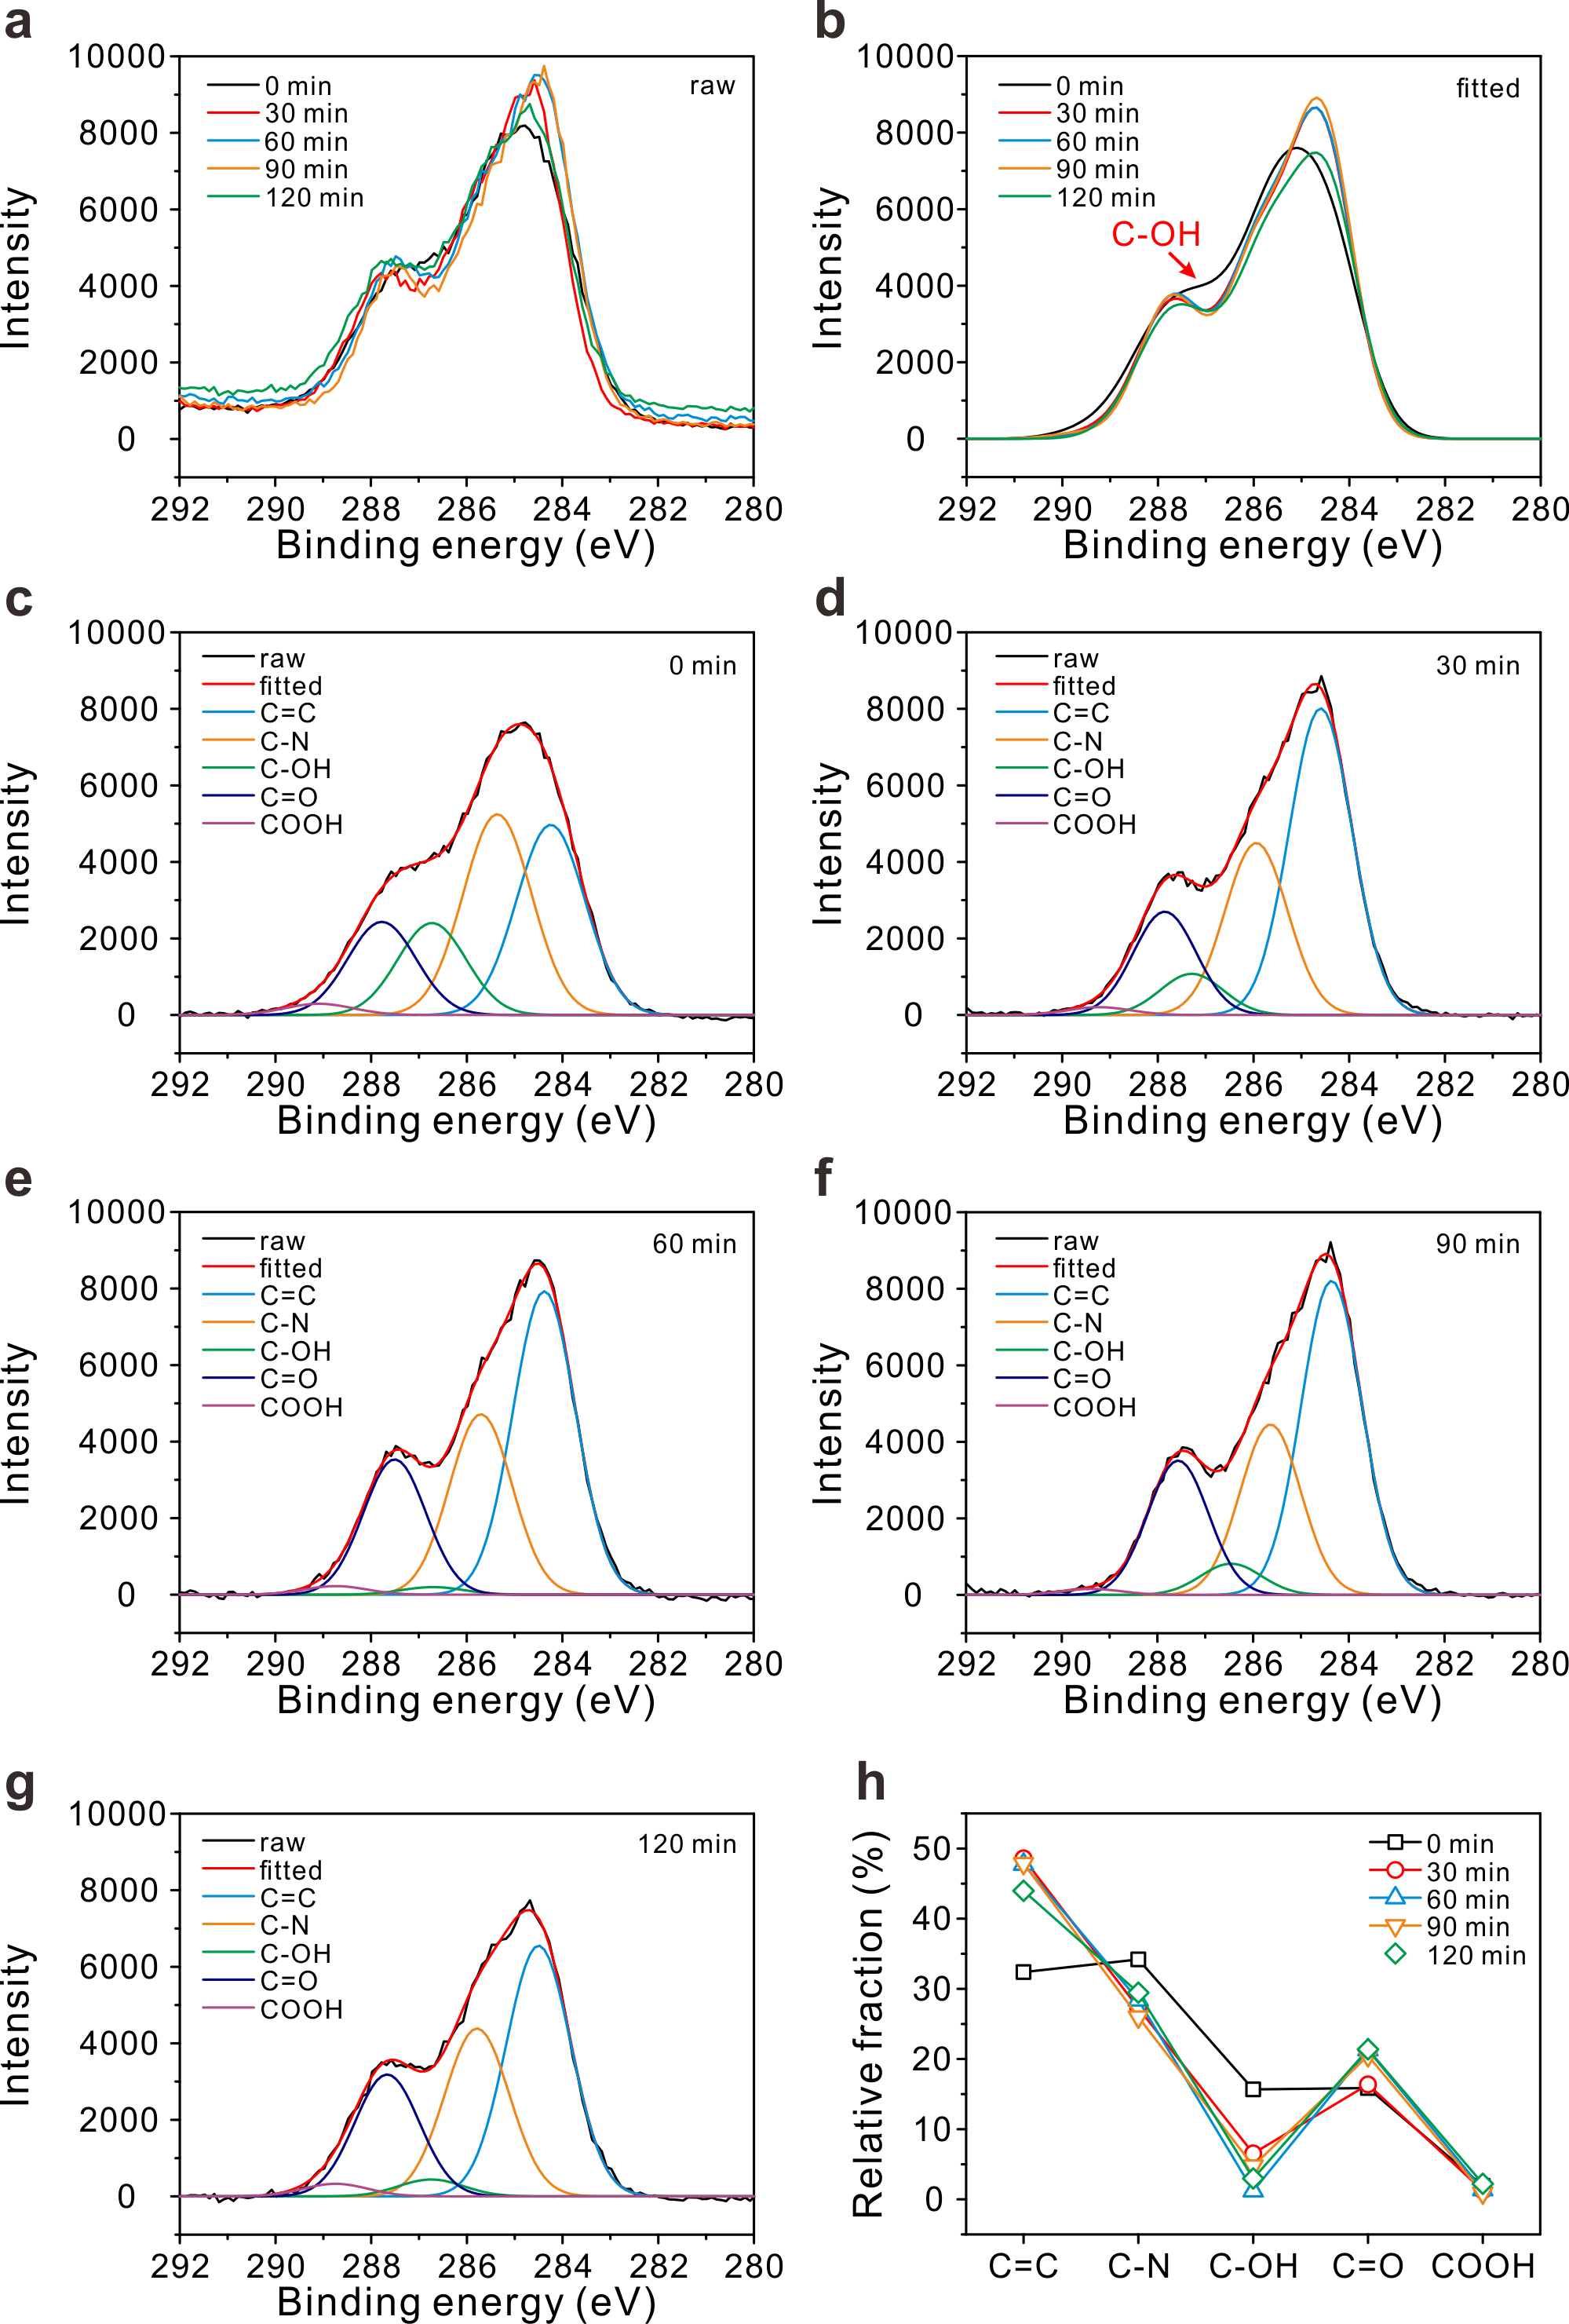 a
raw
0 min
30 min
60 min
90 min
120 min
10000
8000
6000
4000
2000
0
Intensity
292 290 288 286 284 282 280
Binding energy (eV)
b
fitted
0 min
30 min
60 min
90 min
120 min
C-OH
10000
8000
6000
4000
2000
0
Intensity
292 290 288 286 284 282 280
Binding energy (eV)
c
0 min
raw
fitted
C=C
C-N
C-OH
C=O
COOH
10000
8000
6000
4000
2000
0
Intensity
292 290 288 286 284 282 280
Binding energy (eV)
d
30 min
raw
fitted
C=C
C-N
C-OH
C=O
COOH
10000
8000
6000
4000
2000
0
Intensity
292 290 288 286 284 282 280
Binding energy (eV)
e
60 min
raw
fitted
C=C
C-N
C-OH
C=O
COOH
10000
8000
6000
4000
2000
0
Intensity
292 290 288 286 284 282 280
Binding energy (eV)
f
90 min
raw
fitted
C=C
C-N
C-OH
C=O
COOH
10000
8000
6000
4000
2000
0
Intensity
292 290 288 286 284 282 280
Binding energy (eV)
g
120 min
raw
fitted
C=C
C-N
C-OH
C=O
COOH
10000
8000
6000
4000
2000
0
Intensity
292 290 288 286 284 282 280
Binding energy (eV)
h
0 min
30 min
60 min
90 min
120 min
50
40
30
20
10
0
Relative fraction (%)
C=C C-N C-OH C=O COOH